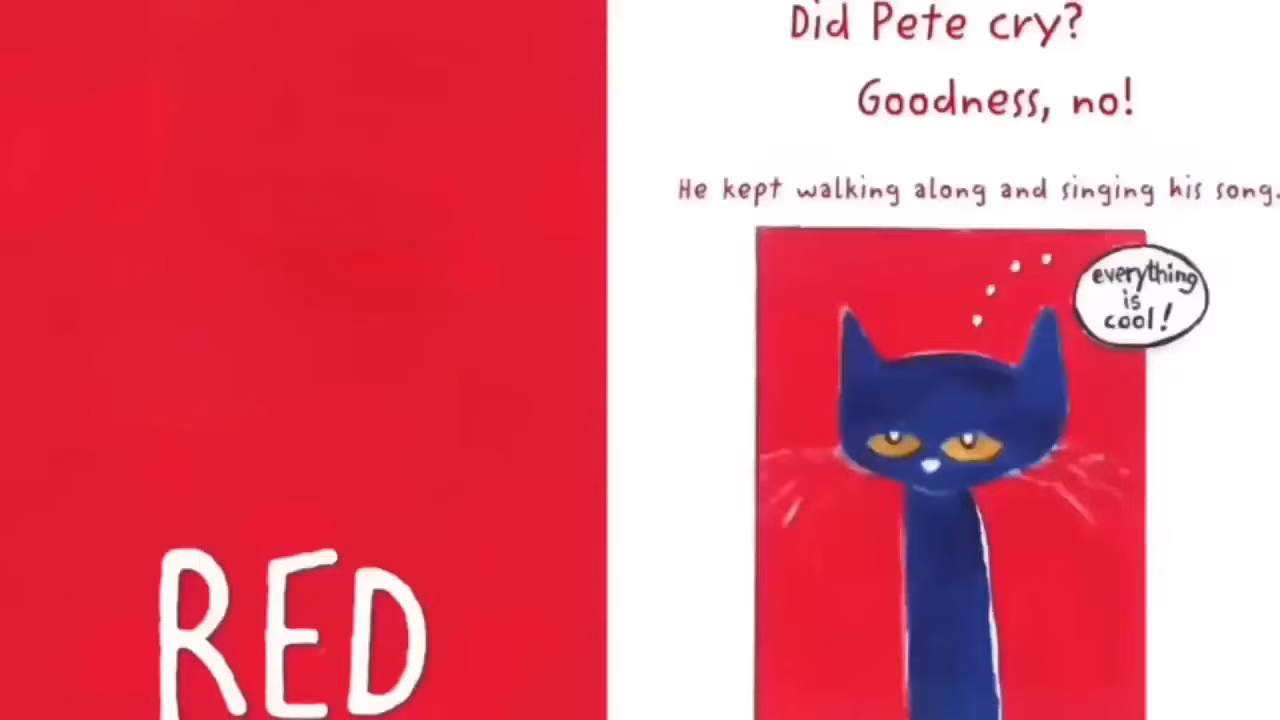 RED
Did Pete cry?
Goodness, no!
He kept walking along and singing his song.
everything
is
cool!